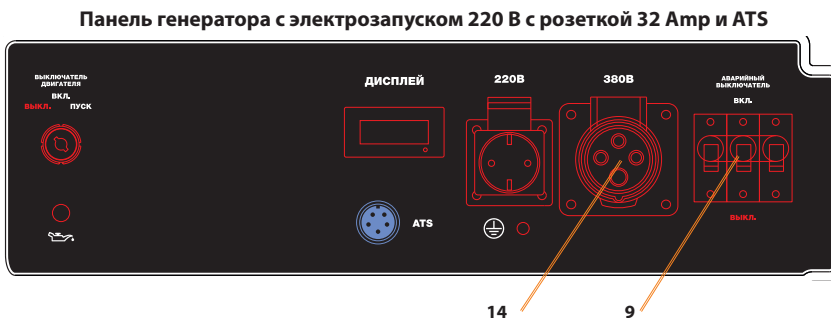 Панель генератора с электрозапуском 220 В с розеткой 32 Amp и ATS
ВЫКЛЮЧАТЕЛЬ
ДВИГАТЕЛЯ
ВКЛ.
ВЫКЛ. ПУСК
ДИСПЛЕЙ
220В
380В
АВАРИЙНЫЙ
ВЫКЛЮЧАТЕЛЬ
ВКЛ.
ATS
ВЫКЛ.
14
9